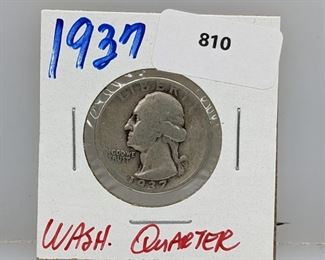 1937
810
LIBERTY
IN GOD WE
TRUST
1937
WASH. QUARTER